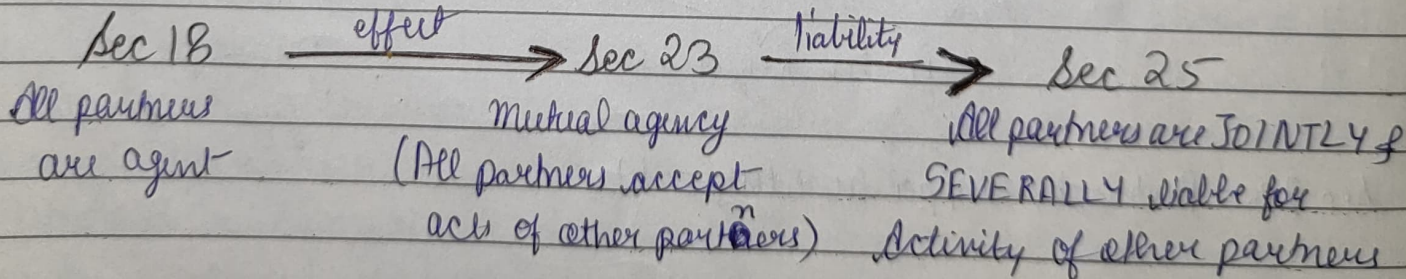 Sec 18 effect Sec 23 liability Sec 25
All partners mutual agency All partners are JOINTLY &
are agent (All partners accept SEVERALLY liable for
acts of other partners) Activity of other partners